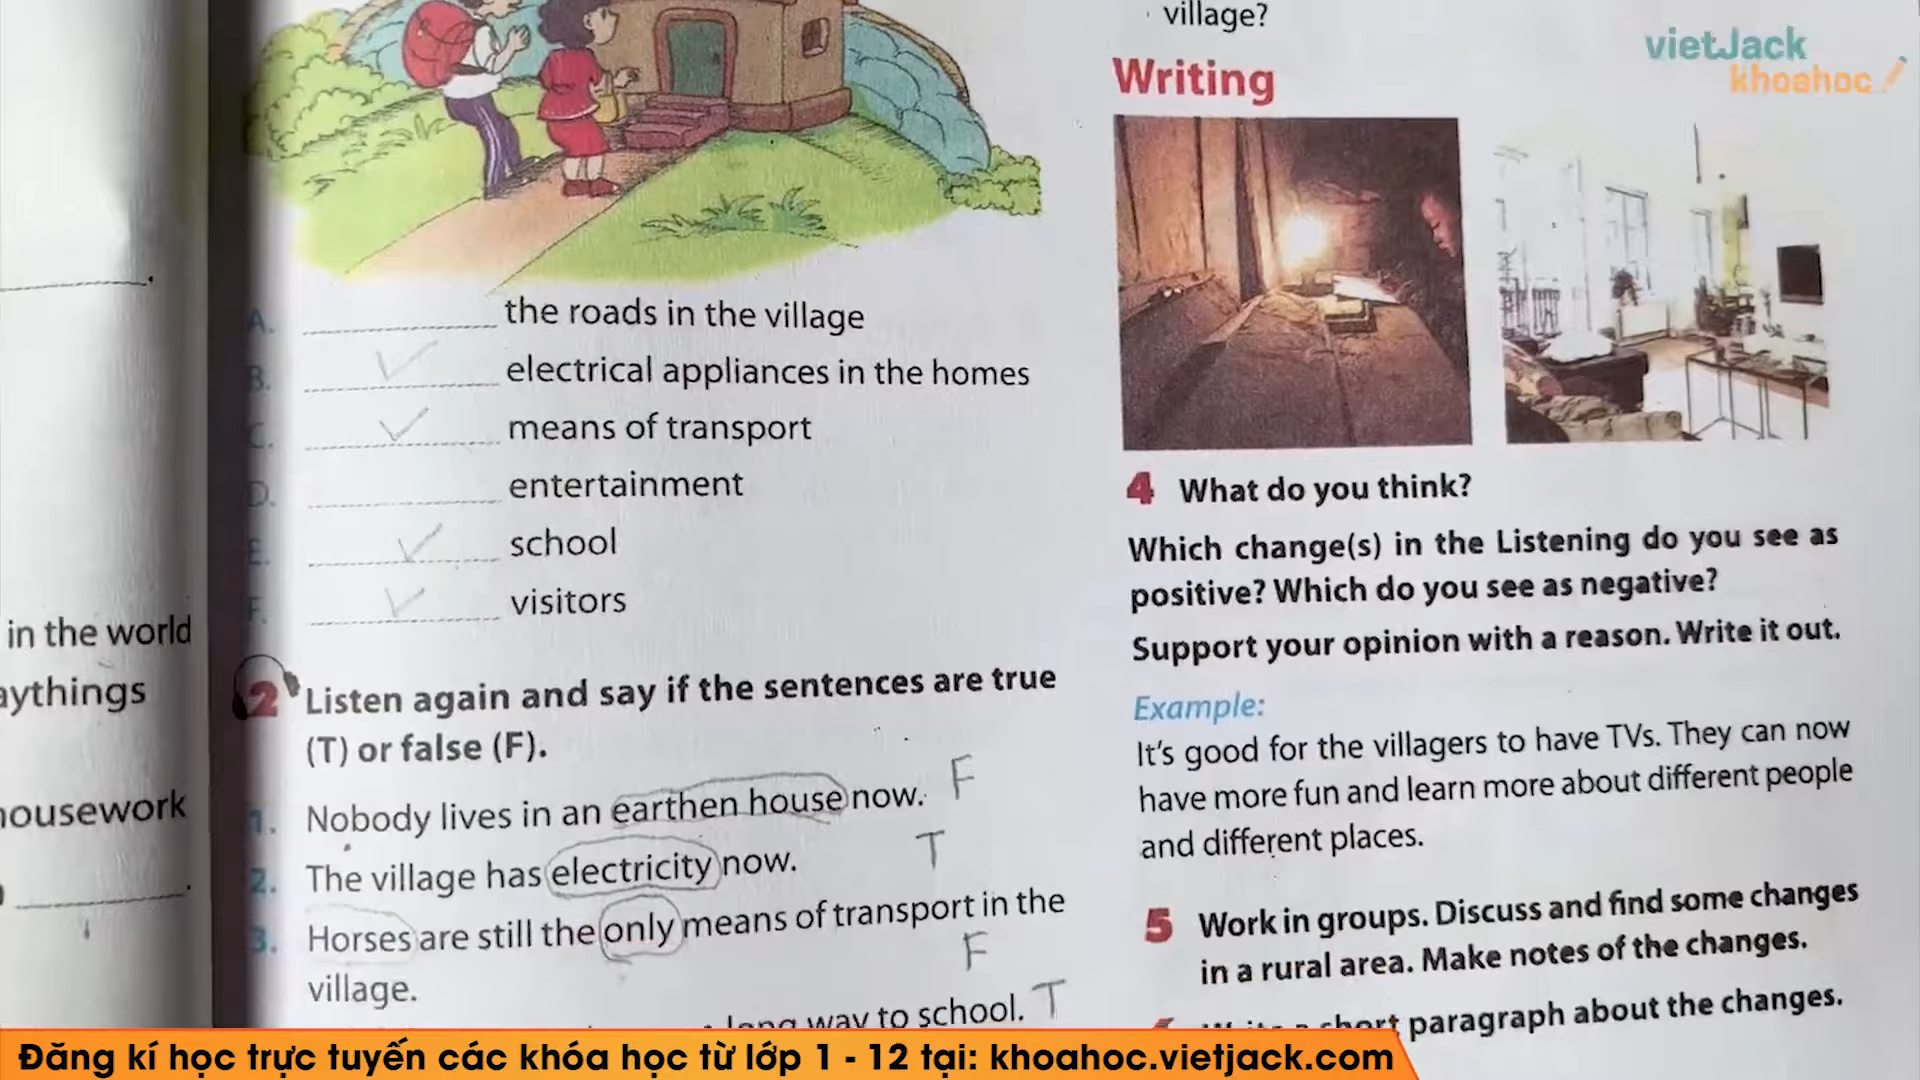 village?
vietJack
khoahoc
Writing
A. the roads in the village
B. electrical appliances in the homes
C. means of transport
D. entertainment
E. school
F. visitors
2 Listen again and say if the sentences are true
(T) or false (F).
1. Nobody lives in an earthen house now. F
2. The village has electricity now. T
3. Horses are still the only means of transport in the
village. F
long way to school. T
4 What do you think?
Which change(s) in the Listening do you see as
positive? Which do you see as negative?
Support your opinion with a reason. Write it out.
Example:
It's good for the villagers to have TVs. They can now
have more fun and learn more about different people
and different places.
5 Work in groups. Discuss and find some changes
in a rural area. Make notes of the changes.
short paragraph about the changes.
in the world
Đăng kí học trực tuyến các khóa học từ lớp 1 - 12 tại: khoahoc.vietjack.com